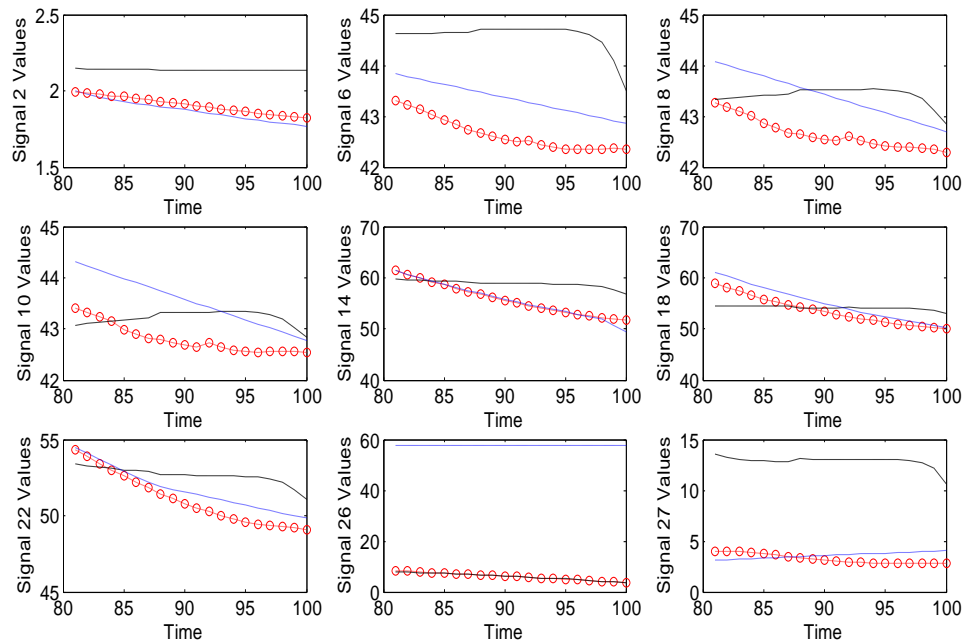 Signal 2 Values
2.5
2
1.5
80 85 90 95 100
Time
Signal 6 Values
45
44
43
42
80 85 90 95 100
Time
Signal 8 Values
45
44
43
42
80 85 90 95 100
Time
Signal 10 Values
45
44
43
42
80 85 90 95 100
Time
Signal 14 Values
70
60
50
40
80 85 90 95 100
Time
Signal 18 Values
70
60
50
40
80 85 90 95 100
Time
Signal 22 Values
55
50
45
80 85 90 95 100
Time
Signal 26 Values
60
40
20
0
80 85 90 95 100
Time
Signal 27 Values
15
10
5
0
80 85 90 95 100
Time